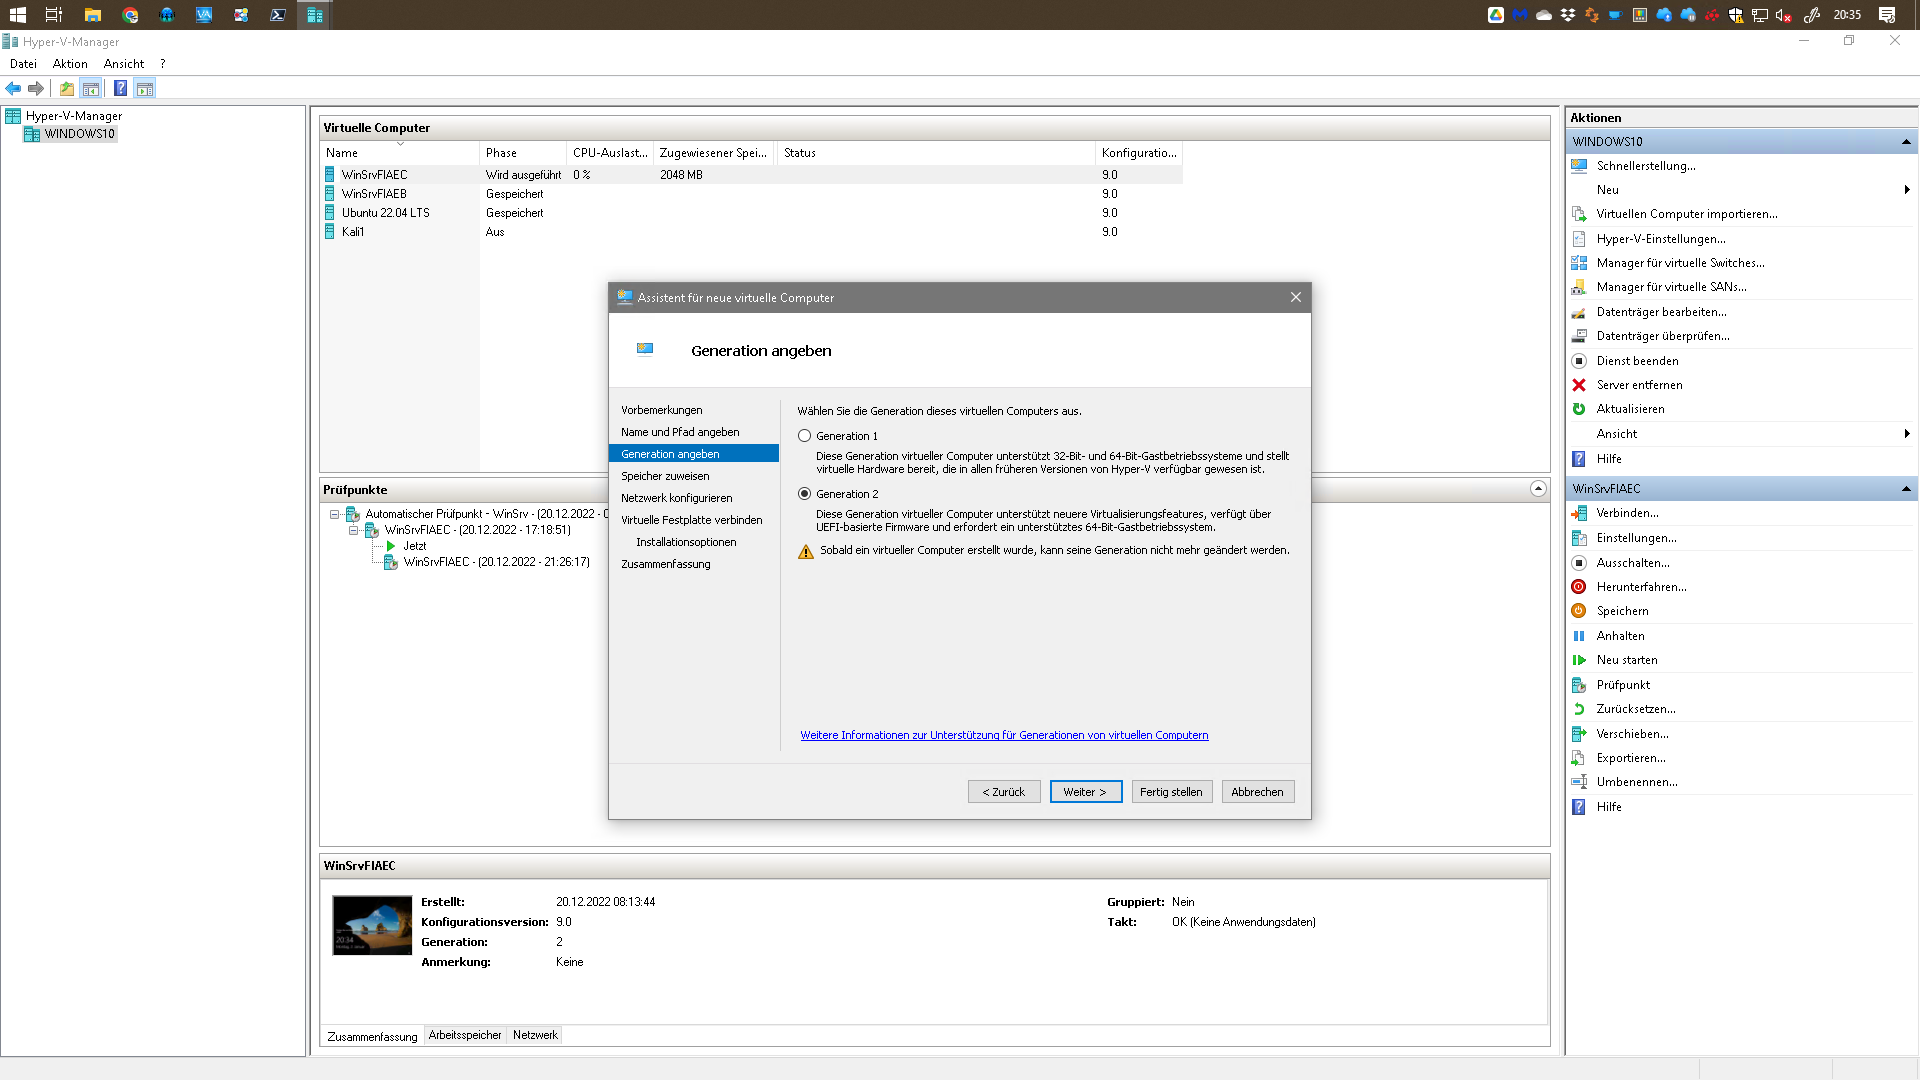 20:35
Hyper-V-Manager
Datei Aktion Ansicht ?
Hyper-V-Manager
WINDOWS10
Virtuelle Computer
Name Phase CPU-Auslast... Zugewiesener Spei... Status Konfiguratio...
WinSrvFIAEC Wird ausgeführt 0 % 2048 MB 9.0
WinSrvFIAEB Gespeichert 9.0
Ubuntu 22.04 LTS Gespeichert 9.0
Kali1 Aus 9.0
Prüfpunkte
Automatischer Prüfpunkt - WinSrv - (20.12.2022 - 0
WinSrvFIAEC - (20.12.2022 - 17:18:51)
Jetzt
WinSrvFIAEC - (20.12.2022 - 21:26:17)
Assistent für neue virtuelle Computer
Generation angeben
Vorbemerkungen
Name und Pfad angeben
Generation angeben
Speicher zuweisen
Netzwerk konfigurieren
Virtuelle Festplatte verbinden
Installationsoptionen
Zusammenfassung
Wählen Sie die Generation dieses virtuellen Computers aus.
Generation 1
Diese Generation virtueller Computer unterstützt 32-Bit- und 64-Bit-Gastbetriebssysteme und stellt
virtuelle Hardware bereit, die in allen früheren Versionen von Hyper-V verfügbar gewesen ist.
Generation 2
Diese Generation virtueller Computer unterstützt neuere Virtualisierungsfeatures, verfügt über
UEFI-basierte Firmware und erfordert ein unterstütztes 64-Bit-Gastbetriebssystem.
Sobald ein virtueller Computer erstellt wurde, kann seine Generation nicht mehr geändert werden.
Weitere Informationen zur Unterstützung für Generationen von virtuellen Computern
< Zurück Weiter > Fertig stellen Abbrechen
WinSrvFIAEC
20:34
Erstellt: 20.12.2022 08:13:44 Gruppiert: Nein
Konfigurationsversion: 9.0 Takt: OK (Keine Anwendungsdaten)
Generation: 2
Anmerkung: Keine
Zusammenfassung Arbeitsspeicher Netzwerk
Aktionen
WINDOWS10
Schnellerstellung...
Neu
Virtuellen Computer importieren...
Hyper-V-Einstellungen...
Manager für virtuelle Switches...
Manager für virtuelle SANs...
Datenträger bearbeiten...
Datenträger überprüfen...
Dienst beenden
Server entfernen
Aktualisieren
Ansicht
Hilfe
WinSrvFIAEC
Verbinden...
Einstellungen...
Ausschalten...
Herunterfahren...
Speichern
Anhalten
Neu starten
Prüfpunkt
Zurücksetzen...
Verschieben...
Exportieren...
Umbenennen...
Hilfe